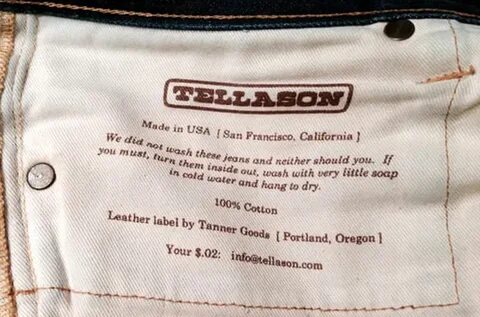 TELLASON
Made in USA [ San Francisco, California ]
We did not wash these jeans and neither should you. If
you must, turn them inside out, wash with very little soap
in cold water and hang to dry.
100% Cotton
Leather label by Tanner Goods [ Portland, Oregon ]
Your $.02: info@tellason.com